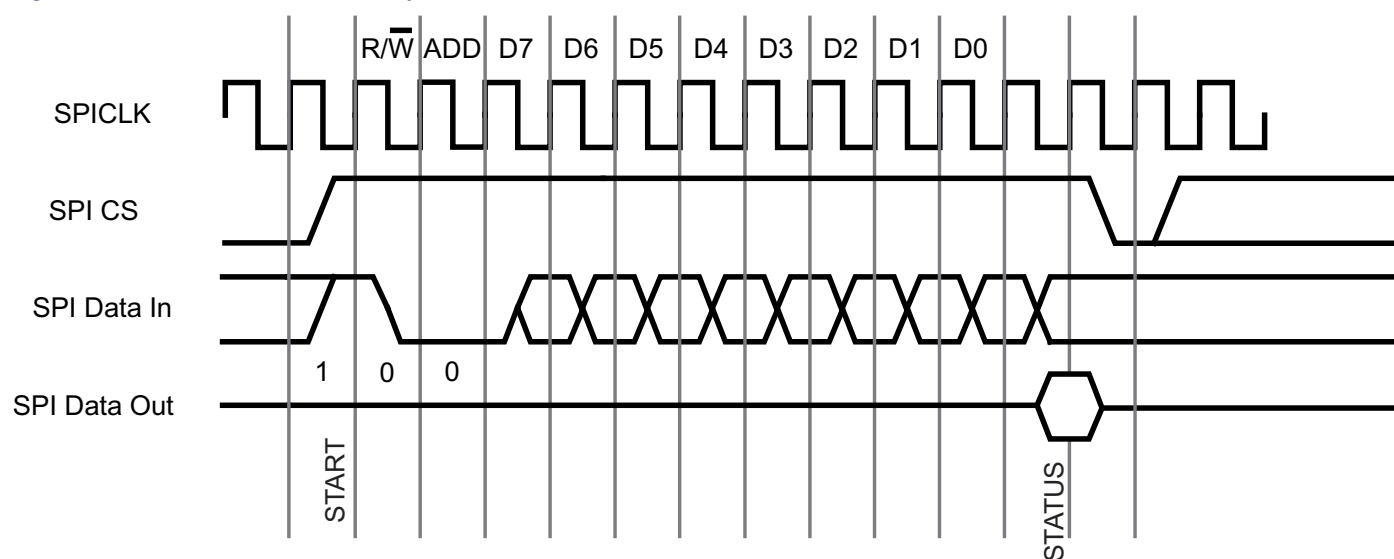 R/W ADD D7 D6 D5 D4 D3 D2 D1 D0
SPICLK
SPI CS
SPI Data In
1 0 0
SPI Data Out
START
STATUS